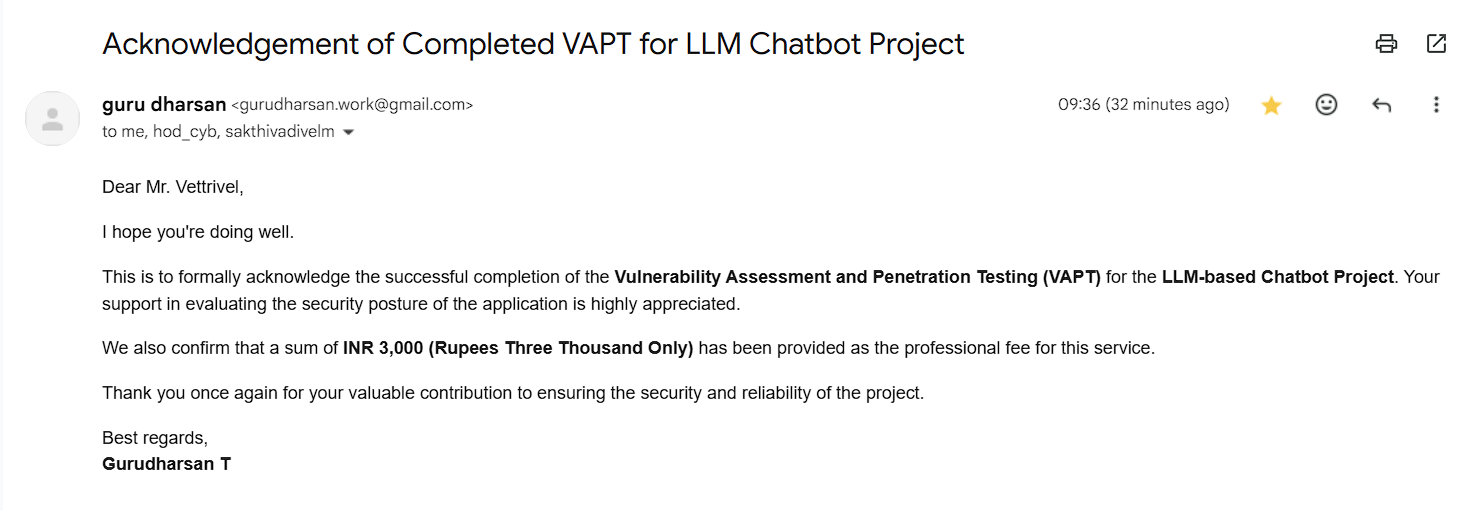 Acknowledgement of Completed VAPT for LLM Chatbot Project
guru dharsan <gurudharsan.work@gmail.com>
09:36 (32 minutes ago)
to me, hod_cyb, sakthivadivelm
Dear Mr. Vettrivel,
I hope you're doing well.
This is to formally acknowledge the successful completion of the Vulnerability Assessment and Penetration Testing (VAPT) for the LLM-based Chatbot Project. Your
support in evaluating the security posture of the application is highly appreciated.
We also confirm that a sum of INR 3,000 (Rupees Three Thousand Only) has been provided as the professional fee for this service.
Thank you once again for your valuable contribution to ensuring the security and reliability of the project.
Best regards,
Gurudharsan T